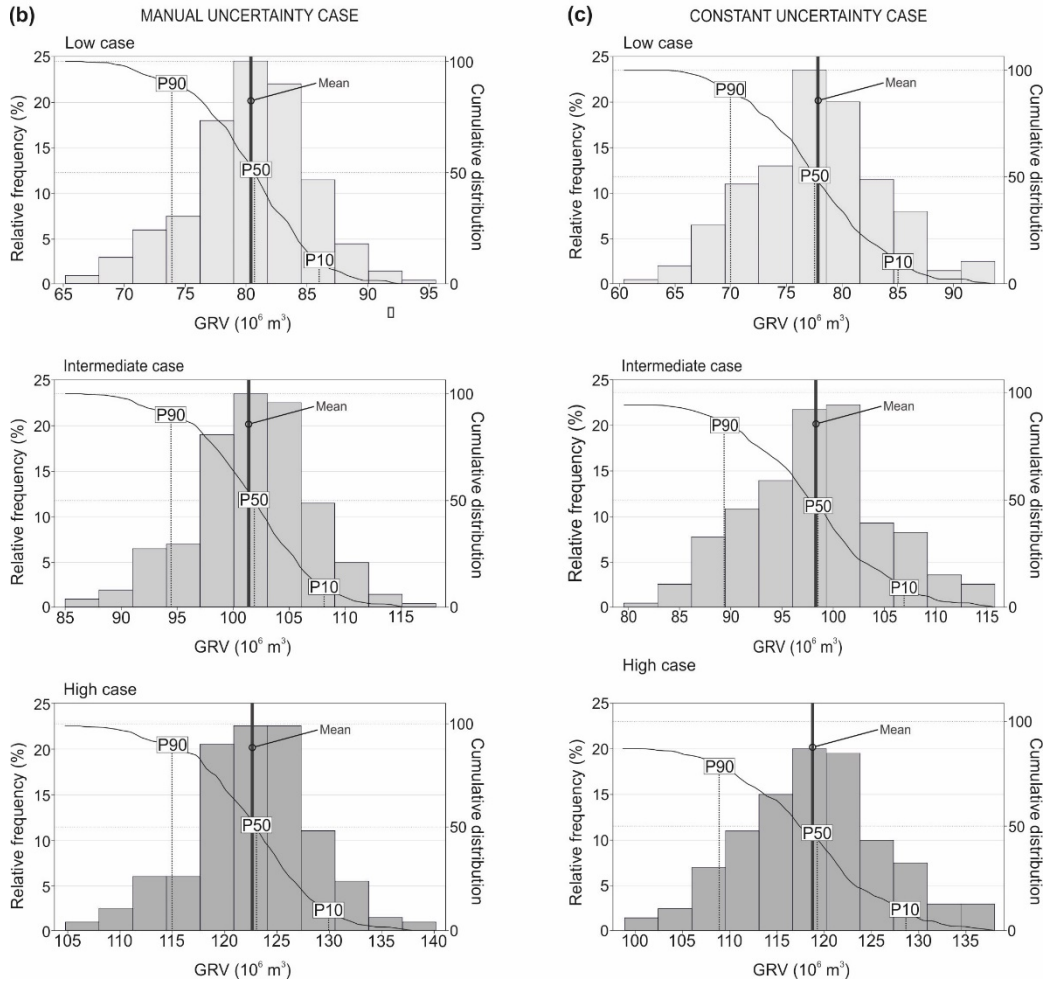 (b) MANUAL UNCERTAINTY CASE
Low case
25
20
15
10
5
0
Relative frequency (%)
P90
P50
P10
Mean
100
50
0
Cumulative distribution
65 70 75 80 85 90 95
GRV (10⁶ m³)
Intermediate case
25
20
15
10
5
0
Relative frequency (%)
P90
P50
P10
Mean
100
50
0
Cumulative distribution
85 90 95 100 105 110 115
GRV (10⁶ m³)
High case
25
20
15
10
5
0
Relative frequency (%)
P90
P50
P10
Mean
100
50
0
Cumulative distribution
105 110 115 120 125 130 135 140
GRV (10⁶ m³)
(c) CONSTANT UNCERTAINTY CASE
Low case
25
20
15
10
5
0
Relative frequency (%)
P90
P50
P10
Mean
100
50
0
Cumulative distribution
60 65 70 75 80 85 90
GRV (10⁶ m³)
Intermediate case
25
20
15
10
5
0
Relative frequency (%)
P90
P50
P10
Mean
100
50
0
Cumulative distribution
80 85 90 95 100 105 110 115
GRV (10⁶ m³)
High case
25
20
15
10
5
0
Relative frequency (%)
P90
P50
P10
Mean
100
50
0
Cumulative distribution
100 105 110 115 120 125 130 135
GRV (10⁶ m³)